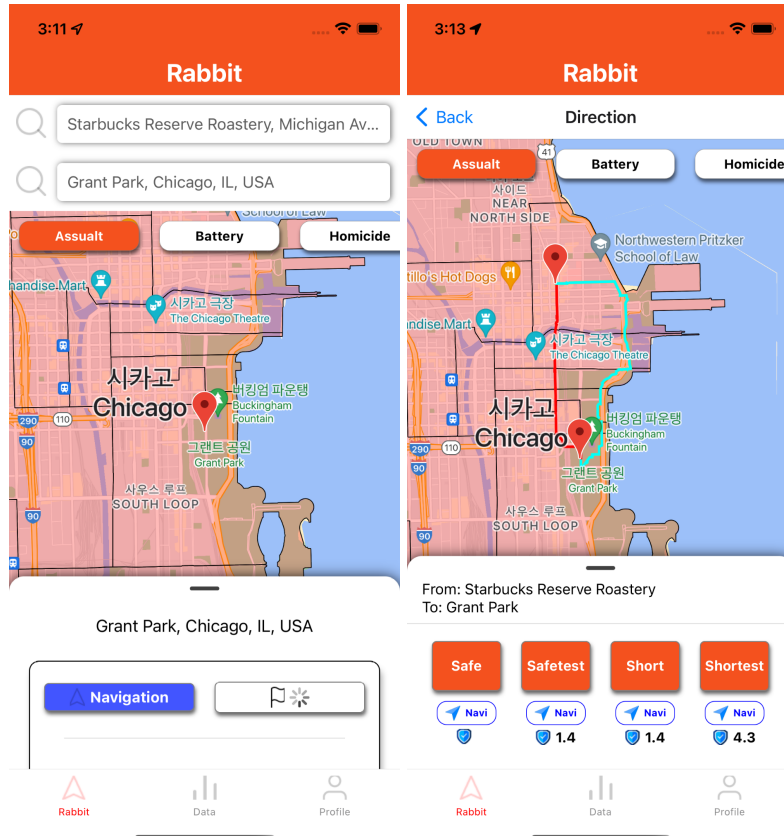 3:11
Rabbit
Starbucks Reserve Roastery, Michigan Av...
Grant Park, Chicago, IL, USA
School of Law
Assualt
Battery
Homicide
handise Mart
시카고 극장
The Chicago Theatre
시카고
Chicago
버킹엄 파운탱
Buckingham
Fountain
290
110
90
그랜트 공원
Grant Park
사우스 루프
SOUTH LOOP
90
Grant Park, Chicago, IL, USA
Navigation
Rabbit
Data
Profile
3:13
Rabbit
Back
Direction
OLD TOWN
41
Assualt
Battery
Homicide
사이드
NEAR
NORTH SIDE
Northwestern Pritzker
School of Law
tillo's Hot Dogs
ndise Mart
시카고 극장
The Chicago Theatre
시카고
Chicago
버킹엄 파운탱
Buckingham
Fountain
290
110
90
그랜트 공원
Grant Park
사우스 루프
SOUTH LOOP
90
From: Starbucks Reserve Roastery
To: Grant Park
Safe
Safetest
Short
Shortest
Navi
Navi
Navi
Navi
1.4
1.4
4.3
Rabbit
Data
Profile